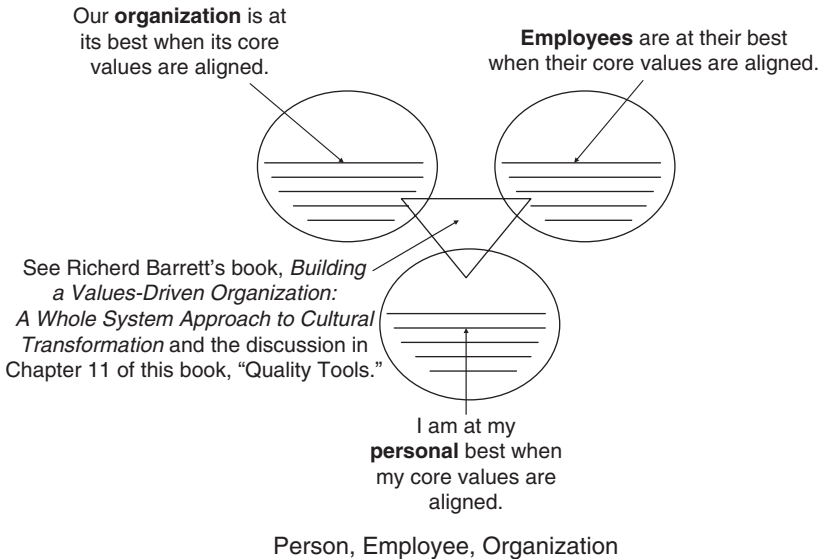 Our organization is at
its best when its core
values are aligned.
Employees are at their best
when their core values are aligned.
See Richerd Barrett's book, Building
a Values-Driven Organization:
A Whole System Approach to Cultural
Transformation and the discussion in
Chapter 11 of this book, “Quality Tools.”
I am at my
personal best when
my core values are
aligned.
Person, Employee, Organization